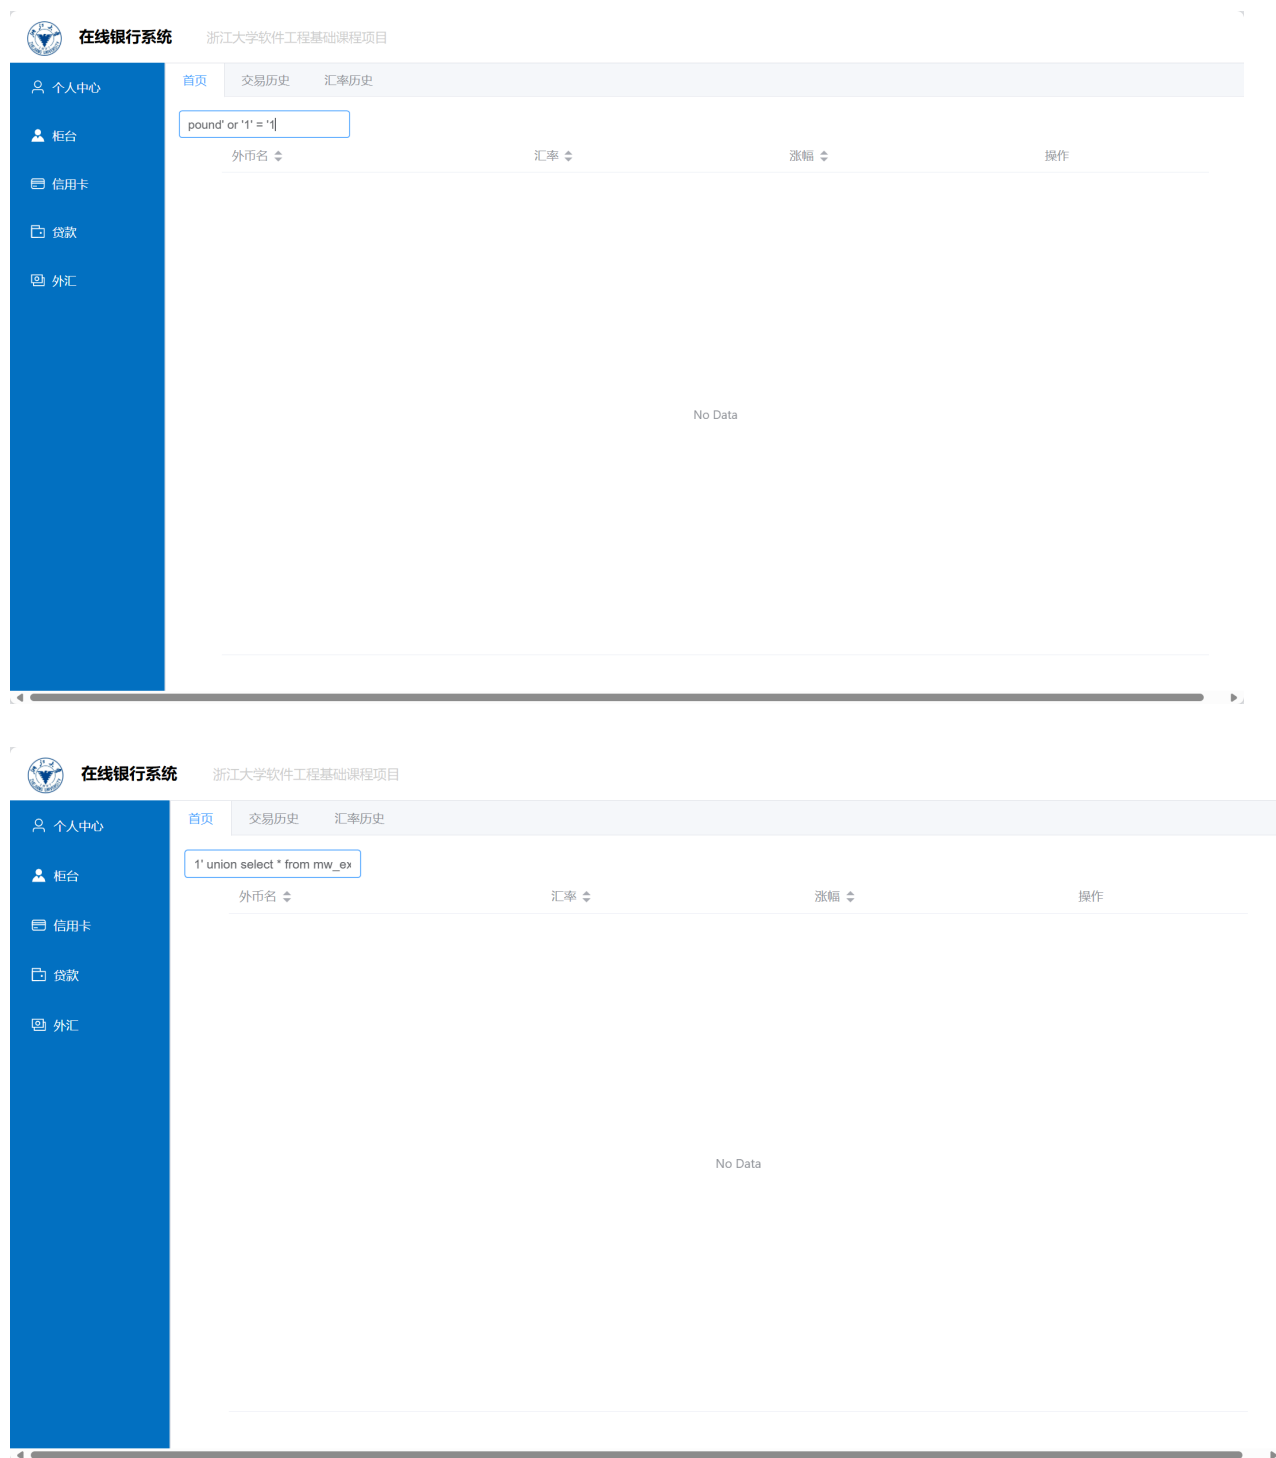 在线银行系统 浙江大学软件工程基础课程项目
个人中心
柜台
信用卡
贷款
外汇
首页 交易历史 汇率历史
pound' or '1' = '1
外币名 汇率 涨幅 操作
No Data
在线银行系统 浙江大学软件工程基础课程项目
个人中心
柜台
信用卡
贷款
外汇
首页 交易历史 汇率历史
1' union select * from mw_ex
外币名 汇率 涨幅 操作
No Data